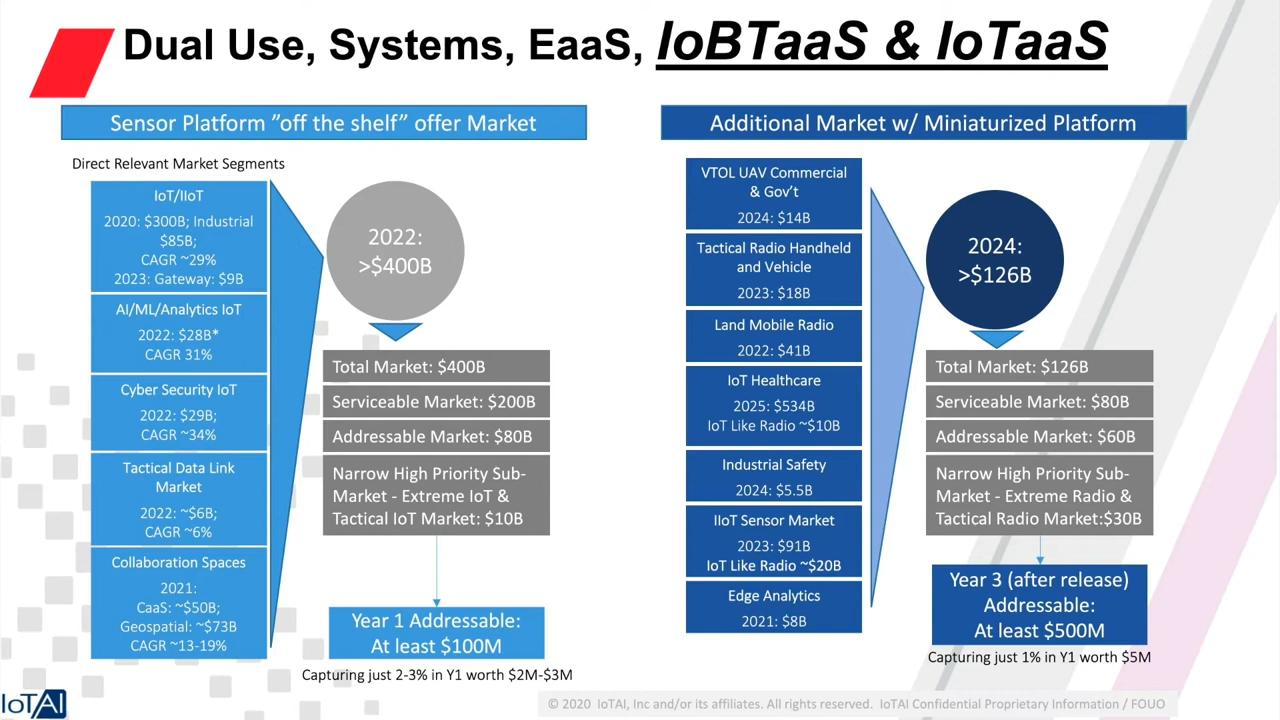 Dual Use, Systems, EaaS, IoBTaaS & IoTaaS
Sensor Platform ”off the shelf” offer Market
Direct Relevant Market Segments
IoT/IIoT
2020: $300B; Industrial
$85B;
CAGR ~29%
2023: Gateway: $9B
AI/ML/Analytics IoT
2022: $28B*
CAGR 31%
Cyber Security IoT
2022: $29B;
CAGR ~34%
Tactical Data Link
Market
2022: ~$6B;
CAGR ~6%
Collaboration Spaces
2021:
CaaS: ~$50B;
Geospatial: ~$73B
CAGR ~13-19%
2022:
>$400B
Total Market: $400B
Serviceable Market: $200B
Addressable Market: $80B
Narrow High Priority Sub-
Market - Extreme IoT &
Tactical IoT Market: $10B
Year 1 Addressable:
At least $100M
Capturing just 2-3% in Y1 worth $2M-$3M
Additional Market w/ Miniaturized Platform
VTOL UAV Commercial
& Gov’t
2024: $14B
Tactical Radio Handheld
and Vehicle
2023: $18B
Land Mobile Radio
2022: $41B
IoT Healthcare
2025: $534B
IoT Like Radio ~$10B
Industrial Safety
2024: $5.5B
IIoT Sensor Market
2023: $91B
IoT Like Radio ~$20B
Edge Analytics
2021: $8B
2024:
>$126B
Total Market: $126B
Serviceable Market: $80B
Addressable Market: $60B
Narrow High Priority Sub-
Market - Extreme Radio &
Tactical Radio Market:$30B
Year 3 (after release)
Addressable:
At least $500M
Capturing just 1% in Y1 worth $5M
IoTAI
© 2020 IoTAI, Inc and/or its affiliates. All rights reserved. IoTAI Confidential Proprietary Information / FOUO